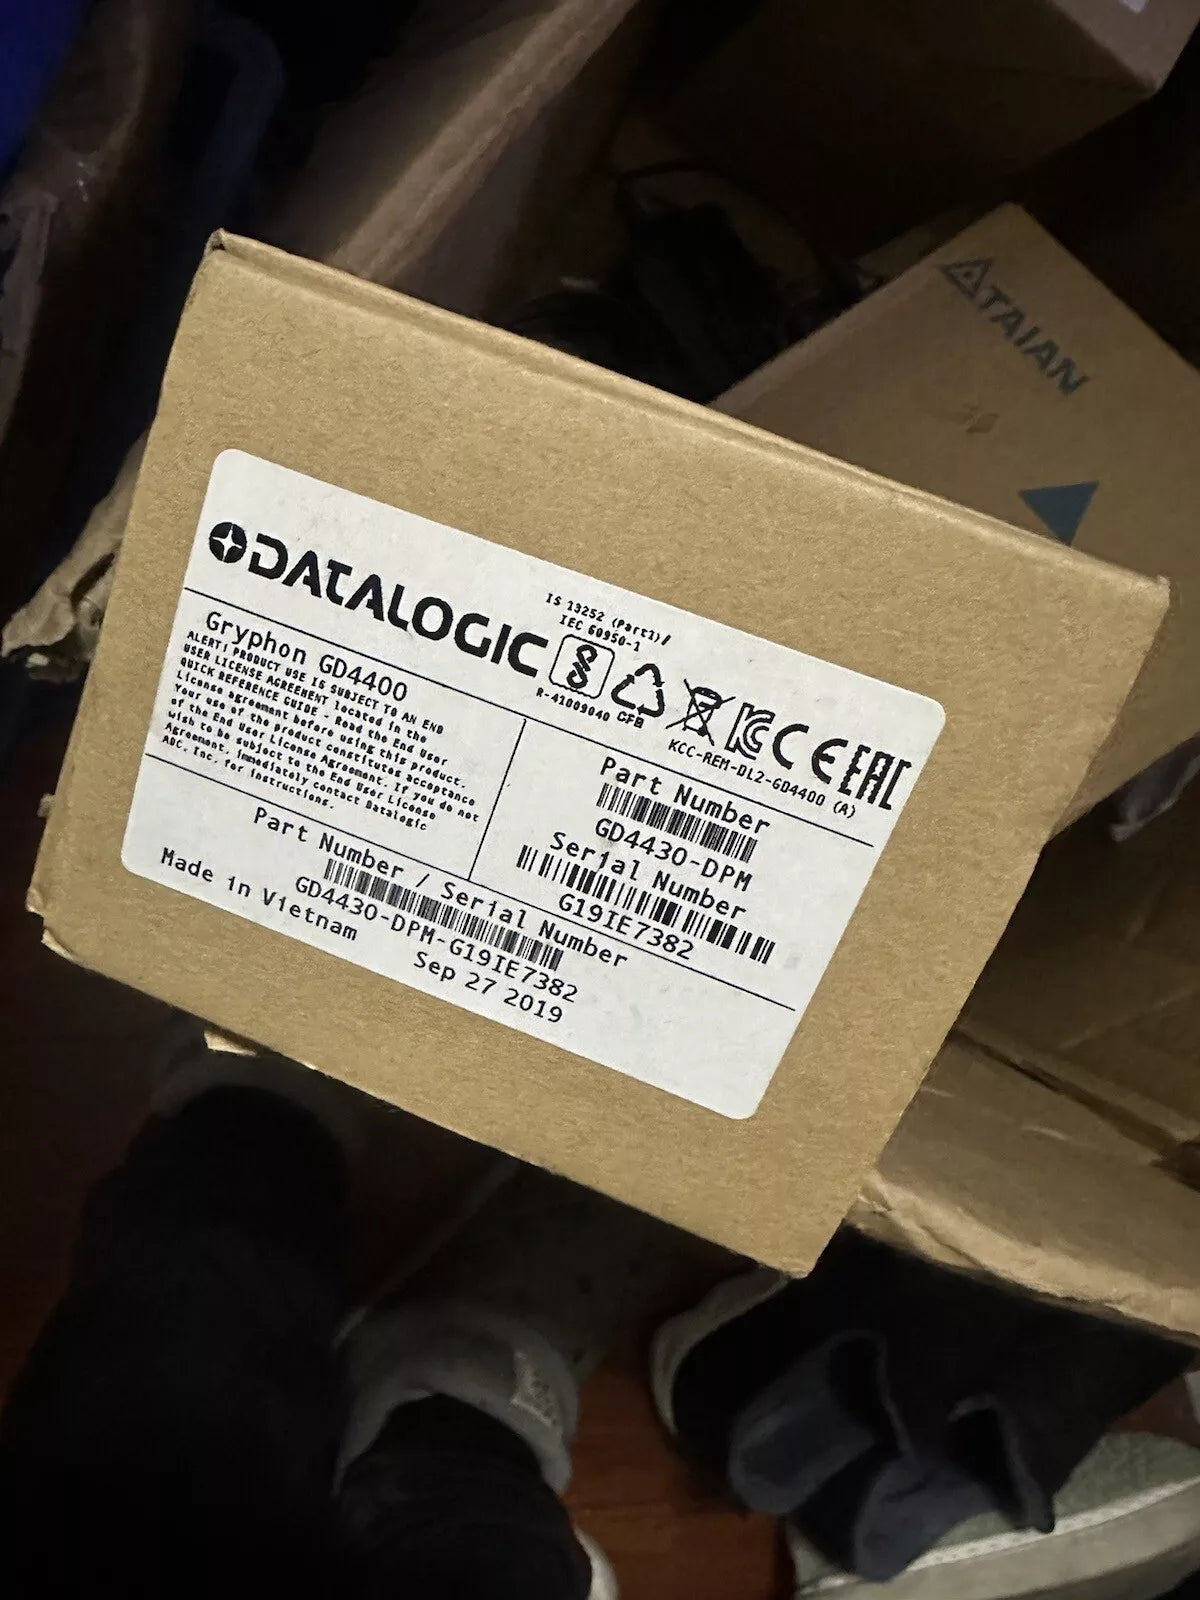 TAIAN
DATALOGIC
IS 13252 (Part1)/
IEC 60950-1
R-41009040
CFB
KCC-REM-DL2-GD4400 (A)
Gryphon GD4400
ALERT! PRODUCT USE IS SUBJECT TO AN END
USER LICENSE AGREEMENT located in the
QUICK REFERENCE GUIDE - Read the End User
License agreement before using this product.
Your use of the product constitutes acceptance
of the End User License Agreement. If you do not
wish to be subject to the End User License
Agreement, immediately contact Datalogic
ADC, Inc. for instructions.
Part Number
GD4430-DPM
Serial Number
G19IE7382
Part Number / Serial Number
GD4430-DPM-G19IE7382
Made in Vietnam
Sep 27 2019